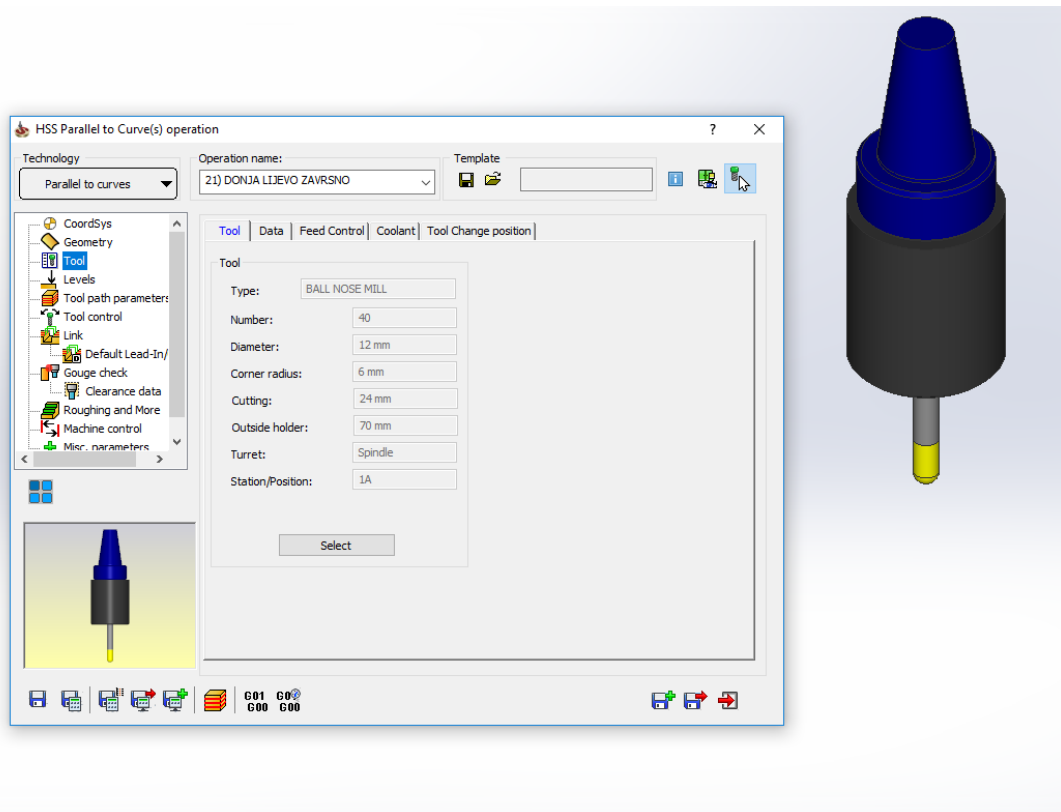 HSS Parallel to Curve(s) operation
?
Technology
Operation name:
Template
Parallel to curves
21) DONJA LIJEVO ZAVRSNO
CoordSys
Geometry
Tool
Levels
Tool path parameters
Tool control
Link
Default Lead-In/
Gouge check
Clearance data
Roughing and More
Machine control
Misc. parameters
Tool Data Feed Control Coolant Tool Change position
Tool
Type: BALL NOSE MILL
Number: 40
Diameter: 12 mm
Corner radius: 6 mm
Cutting: 24 mm
Outside holder: 70 mm
Turret: Spindle
Station/Position: 1A
Select
G01 G0
G00 G00